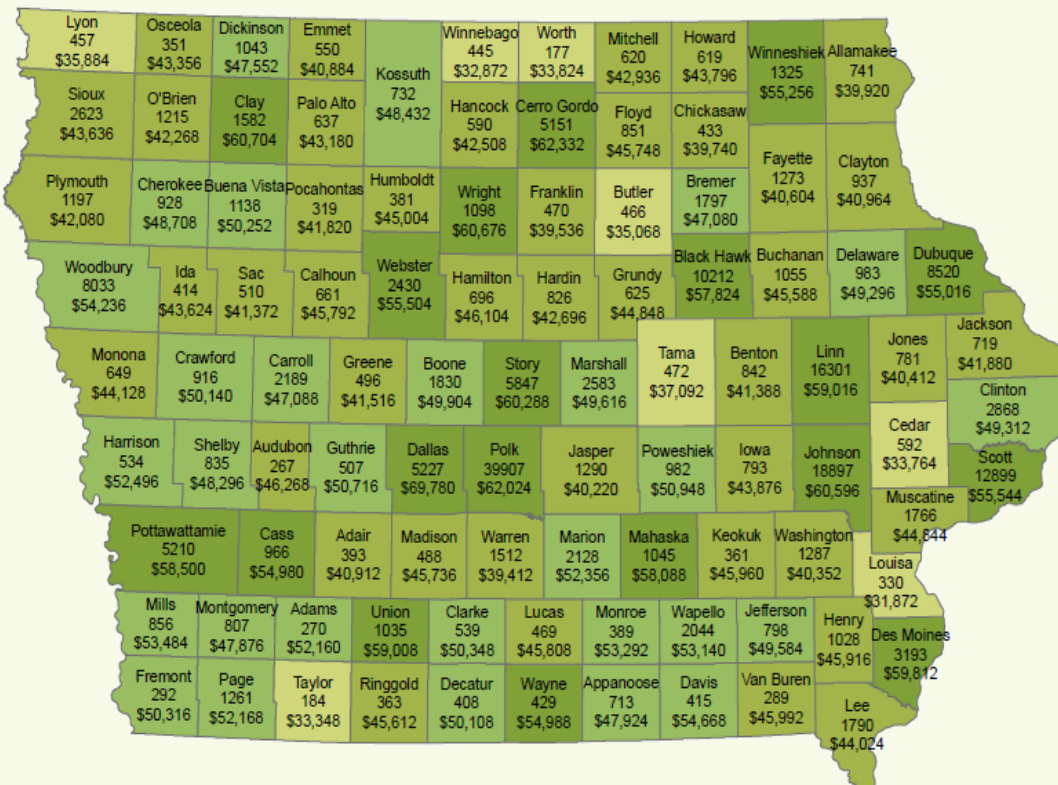 Lyon
457
$35,884
Osceola
351
$43,356
Dickinson
1043
$47,552
Emmet
550
$40,884
Kossuth
732
$48,432
Winnebago
445
$32,872
Worth
177
$33,824
Mitchell
620
$42,936
Howard
619
$43,796
Winneshiek
1325
$55,256
Allamakee
741
$39,920
Sioux
2623
$43,636
O'Brien
1215
$42,268
Clay
1582
$60,704
Palo Alto
637
$43,180
Hancock
590
$42,508
Cerro Gordo
5151
$62,332
Floyd
851
$45,748
Chickasaw
433
$39,740
Fayette
1273
$40,604
Clayton
937
$40,964
Plymouth
1197
$42,080
Cherokee
928
$48,708
Buena Vista
1138
$50,252
Pocahontas
319
$41,820
Humboldt
381
$45,004
Wright
1098
$60,676
Franklin
470
$39,536
Butler
466
$35,068
Bremer
1797
$47,080
Woodbury
8033
$54,236
Ida
414
$43,624
Sac
510
$41,372
Calhoun
661
$45,792
Webster
2430
$55,504
Hamilton
696
$46,104
Hardin
826
$42,696
Grundy
625
$44,848
Black Hawk
10212
$57,824
Buchanan
1055
$45,588
Delaware
983
$49,296
Dubuque
8520
$55,016
Monona
649
$44,128
Crawford
916
$50,140
Carroll
2189
$47,088
Greene
496
$41,516
Boone
1830
$49,904
Story
5847
$60,288
Marshall
2583
$49,616
Tama
472
$37,092
Benton
842
$41,388
Linn
16301
$59,016
Jones
781
$40,412
Jackson
719
$41,880
Clinton
2868
$49,312
Harrison
534
$52,496
Shelby
835
$48,296
Audubon
267
$46,268
Guthrie
507
$50,716
Dallas
5227
$69,780
Polk
39907
$62,024
Jasper
1290
$40,220
Poweshiek
982
$50,948
Iowa
793
$43,876
Johnson
18897
$60,596
Cedar
592
$33,764
Scott
12899
$55,544
Muscatine
1766
$44,844
Pottawattamie
5210
$58,500
Cass
966
$54,980
Adair
393
$40,912
Madison
488
$45,736
Warren
1512
$39,412
Marion
2128
$52,356
Mahaska
1045
$58,088
Keokuk
361
$45,960
Washington
1287
$40,352
Louisa
330
$31,872
Mills
856
$53,484
Montgomery
807
$47,876
Adams
270
$52,160
Union
1035
$59,008
Clarke
539
$50,348
Lucas
469
$45,808
Monroe
389
$53,292
Wapello
2044
$53,140
Jefferson
798
$49,584
Henry
1028
$45,916
Des Moines
3193
$59,812
Fremont
292
$50,316
Page
1261
$52,168
Taylor
184
$33,348
Ringgold
363
$45,612
Decatur
408
$50,108
Wayne
429
$54,988
Appanoose
713
$47,924
Davis
415
$54,668
Van Buren
289
$45,992
Lee
1790
$44,024